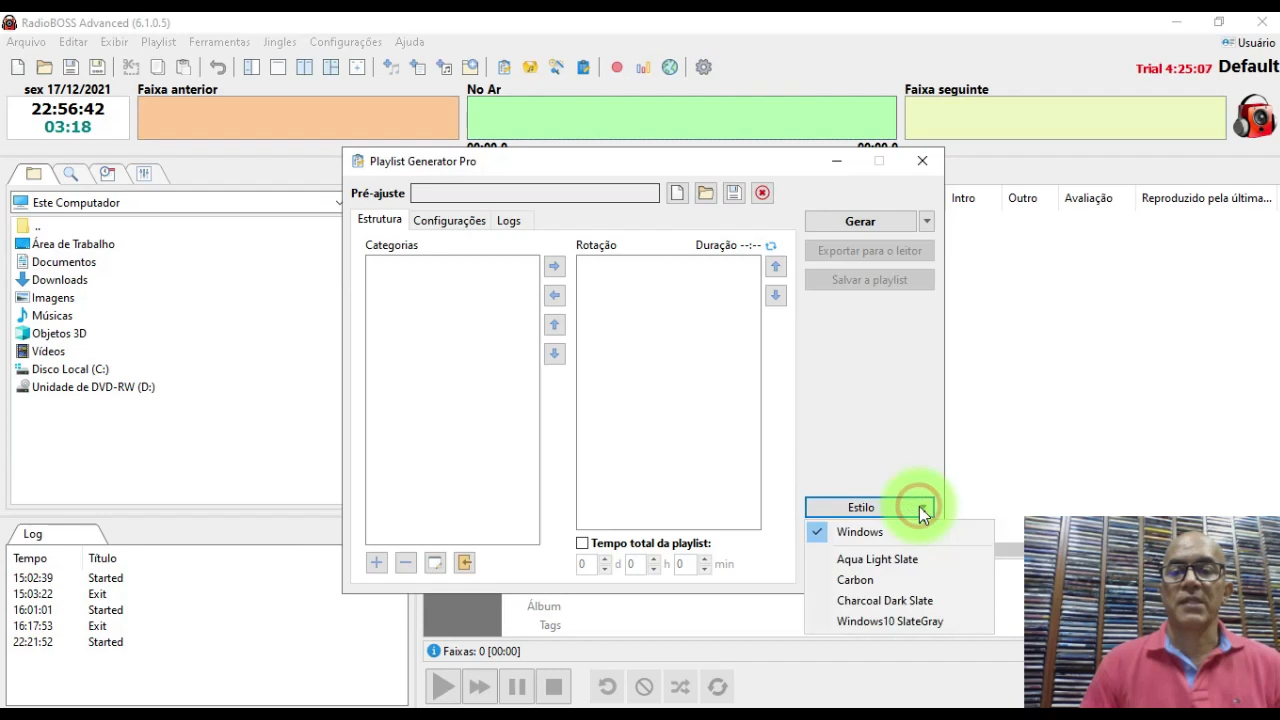 RadioBOSS Advanced (6.1.0.5)
Arquivo Editar Exibir Playlist Ferramentas Jingles Configurações Ajuda
Usuário
Trial 4:25:07 Default
sex 17/12/2021
22:56:42
03:18
Faixa anterior
No Ar
Faixa seguinte
Playlist Generator Pro
Pré-ajuste
Estrutura Configurações Logs
Categorias
Rotação
Duração --:--
Gerar
Exportar para o leitor
Salvar a playlist
Intro Outro Avaliação Reproduzido pela última...
Este Computador
..
Área de Trabalho
Documentos
Downloads
Imagens
Músicas
Objetos 3D
Vídeos
Disco Local (C:)
Unidade de DVD-RW (D:)
Tempo total da playlist:
0 d 0 h 0 min
Estilo
Windows
Aqua Light Slate
Carbon
Charcoal Dark Slate
Windows10 SlateGray
Log
Tempo Título
15:02:39 Started
15:03:22 Exit
16:01:01 Started
16:17:53 Exit
22:21:52 Started
Álbum
Tags
Faixas: 0 [00:00]